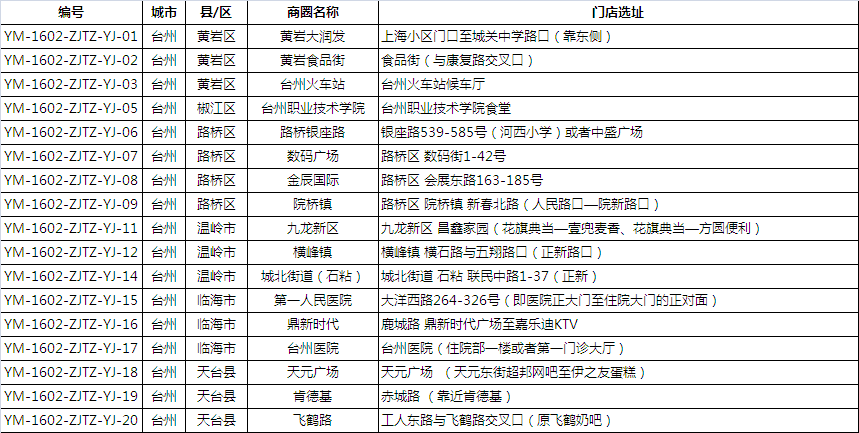 编号 城市 县/区 商圈名称 门店选址
YM-1602-ZJTZ-YJ-01 台州 黄岩区 黄岩大润发 上海小区门口至城关中学路口（靠东侧）
YM-1602-ZJTZ-YJ-02 台州 黄岩区 黄岩食品街 食品街（与康复路交叉口）
YM-1602-ZJTZ-YJ-03 台州 黄岩区 台州火车站 台州火车站候车厅
YM-1602-ZJTZ-YJ-05 台州 椒江区 台州职业技术学院 台州职业技术学院食堂
YM-1602-ZJTZ-YJ-06 台州 路桥区 路桥银座路 银座路539-585号（河西小学）或者中盛广场
YM-1602-ZJTZ-YJ-07 台州 路桥区 数码广场 路桥区 数码街1-42号
YM-1602-ZJTZ-YJ-08 台州 路桥区 金辰国际 路桥区 会展东路163-185号
YM-1602-ZJTZ-YJ-09 台州 路桥区 院桥镇 路桥区 院桥镇 新春北路（人民路口—院新路口）
YM-1602-ZJTZ-YJ-11 台州 温岭市 九龙新区 九龙新区 昌鑫家园（花旗典当—壹兜麦香、花旗典当—方圆便利）
YM-1602-ZJTZ-YJ-12 台州 温岭市 横峰镇 横峰镇 横石路与五翔路口（正新路口）
YM-1602-ZJTZ-YJ-14 台州 温岭市 城北街道（石粘） 城北街道 石粘 联民中路1-37（正新）
YM-1602-ZJTZ-YJ-15 台州 临海市 第一人民医院 大洋西路264-326号（即医院正大门至住院大门的正对面）
YM-1602-ZJTZ-YJ-16 台州 临海市 鼎新时代 鹿城路 鼎新时代广场至嘉乐迪KTV
YM-1602-ZJTZ-YJ-17 台州 临海市 台州医院 台州医院（住院部一楼或者第一门诊大厅）
YM-1602-ZJTZ-YJ-18 台州 天台县 天元广场 天元广场 （天元东街超邦网吧至伊之友蛋糕）
YM-1602-ZJTZ-YJ-19 台州 天台县 肯德基 赤城路 （靠近肯德基）
YM-1602-ZJTZ-YJ-20 台州 天台县 飞鹤路 工人东路与飞鹤路交叉口（原飞鹤奶吧）